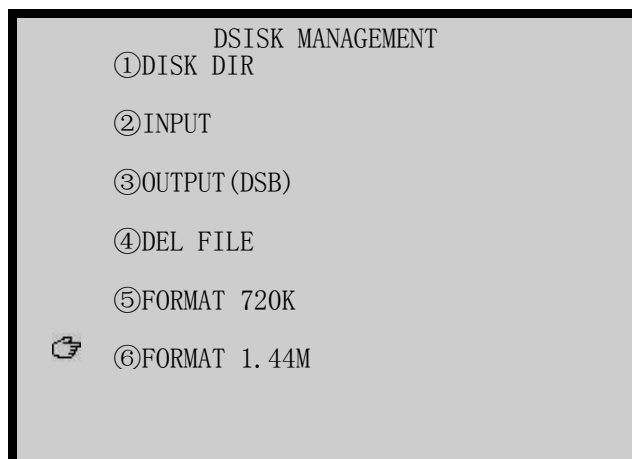 DSISK MANAGEMENT
①DISK DIR
②INPUT
③OUTPUT(DSB)
④DEL FILE
⑤FORMAT 720K
⑥FORMAT 1.44M